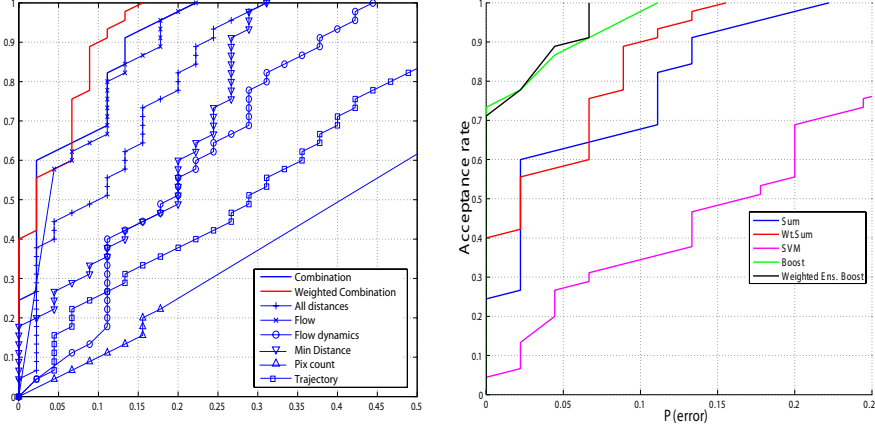 1
0.9
0.8
0.7
0.6
0.5
0.4
0.3
0.2
0.1
0
0
0.05
0.1
0.15
0.2
0.25
0.3
0.35
0.4
0.45
0.5
Combination
Weighted Combination
All distances
Flow
Flow dynamics
Min Distance
Pix count
Trajectory
Acceptance rate
1
0.9
0.8
0.7
0.6
0.5
0.4
0.3
0.2
0.1
0
0
0.05
0.1
0.15
0.2
0.25
P(error)
Sum
Wt.Sum
SVM
Boost
Weighted Ens. Boost